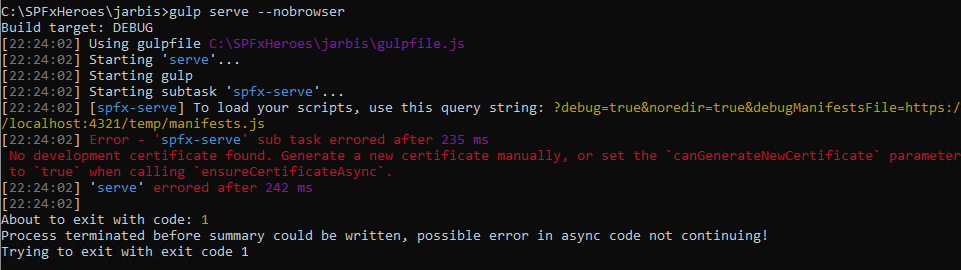 C:\SPFxHeroes\jarbis>gulp serve --nobrowser
Build target: DEBUG
[22:24:02] Using gulpfile C:\SPFxHeroes\jarbis\gulpfile.js
[22:24:02] Starting 'serve'...
[22:24:02] Starting gulp
[22:24:02] Starting subtask 'spfx-serve'...
[22:24:02] [spfx-serve] To load your scripts, use this query string: ?debug=true&noredir=true&debugManifestsFile=https:/
/localhost:4321/temp/manifests.js
[22:24:02] Error - 'spfx-serve' sub task errored after 235 ms
No development certificate found. Generate a new certificate manually, or set the `canGenerateNewCertificate` parameter
to `true` when calling `ensureCertificateAsync`.
[22:24:02] 'serve' errored after 242 ms
[22:24:02]
About to exit with code: 1
Process terminated before summary could be written, possible error in async code not continuing!
Trying to exit with exit code 1